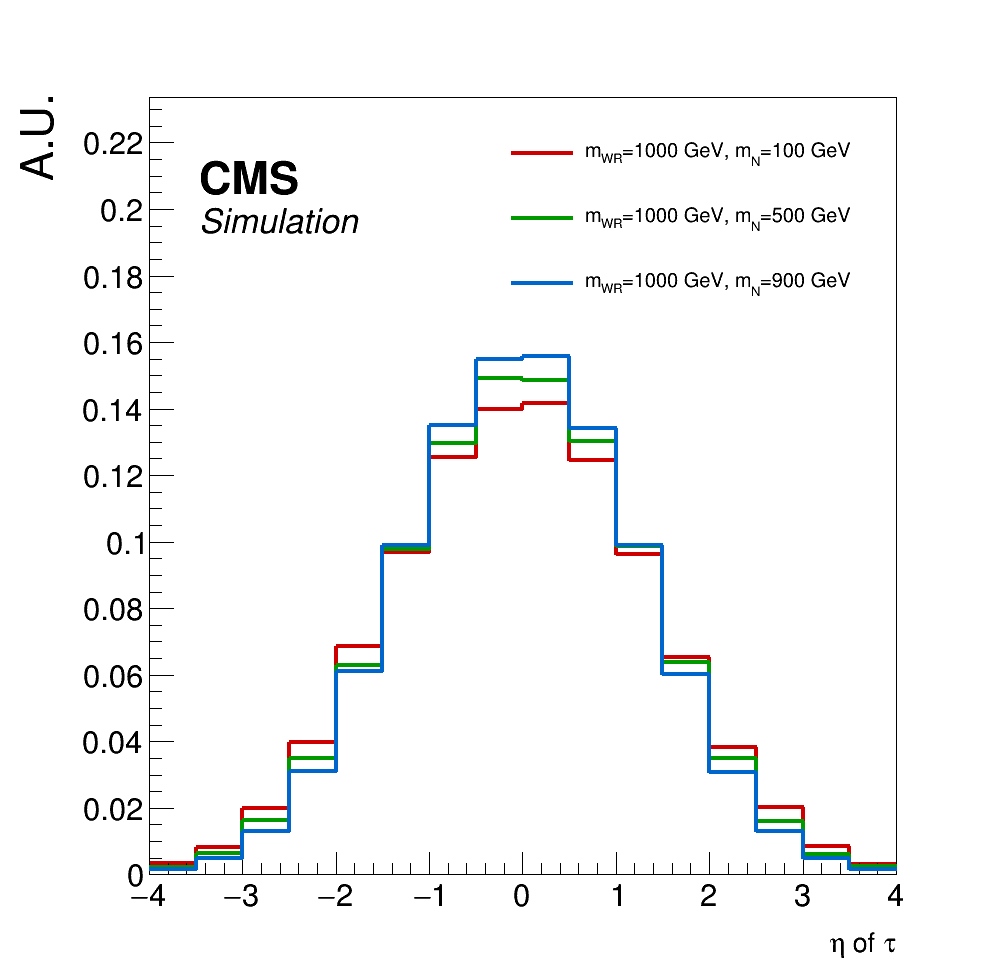 A.U.
CMS
Simulation
m_WR=1000 GeV, m_N=100 GeV
m_WR=1000 GeV, m_N=500 GeV
m_WR=1000 GeV, m_N=900 GeV
0.22
0.2
0.18
0.16
0.14
0.12
0.1
0.08
0.06
0.04
0.02
0
−4 −3 −2 −1 0 1 2 3 4
η of τ